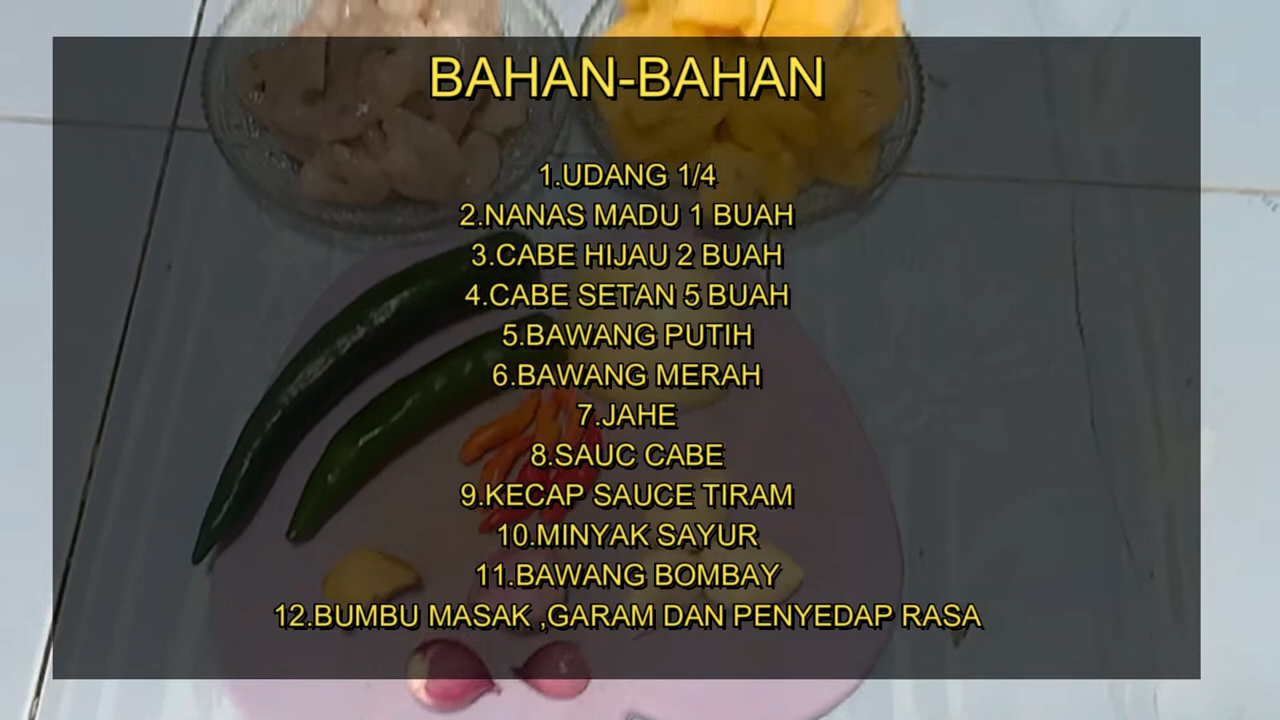 BAHAN-BAHAN
1.UDANG 1/4
2.NANAS MADU 1 BUAH
3.CABE HIJAU 2 BUAH
4.CABE SETAN 5 BUAH
5.BAWANG PUTIH
6.BAWANG MERAH
7.JAHE
8.SAUC CABE
9.KECAP SAUCE TIRAM
10.MINYAK SAYUR
11.BAWANG BOMBAY
12.BUMBU MASAK ,GARAM DAN PENYEDAP RASA